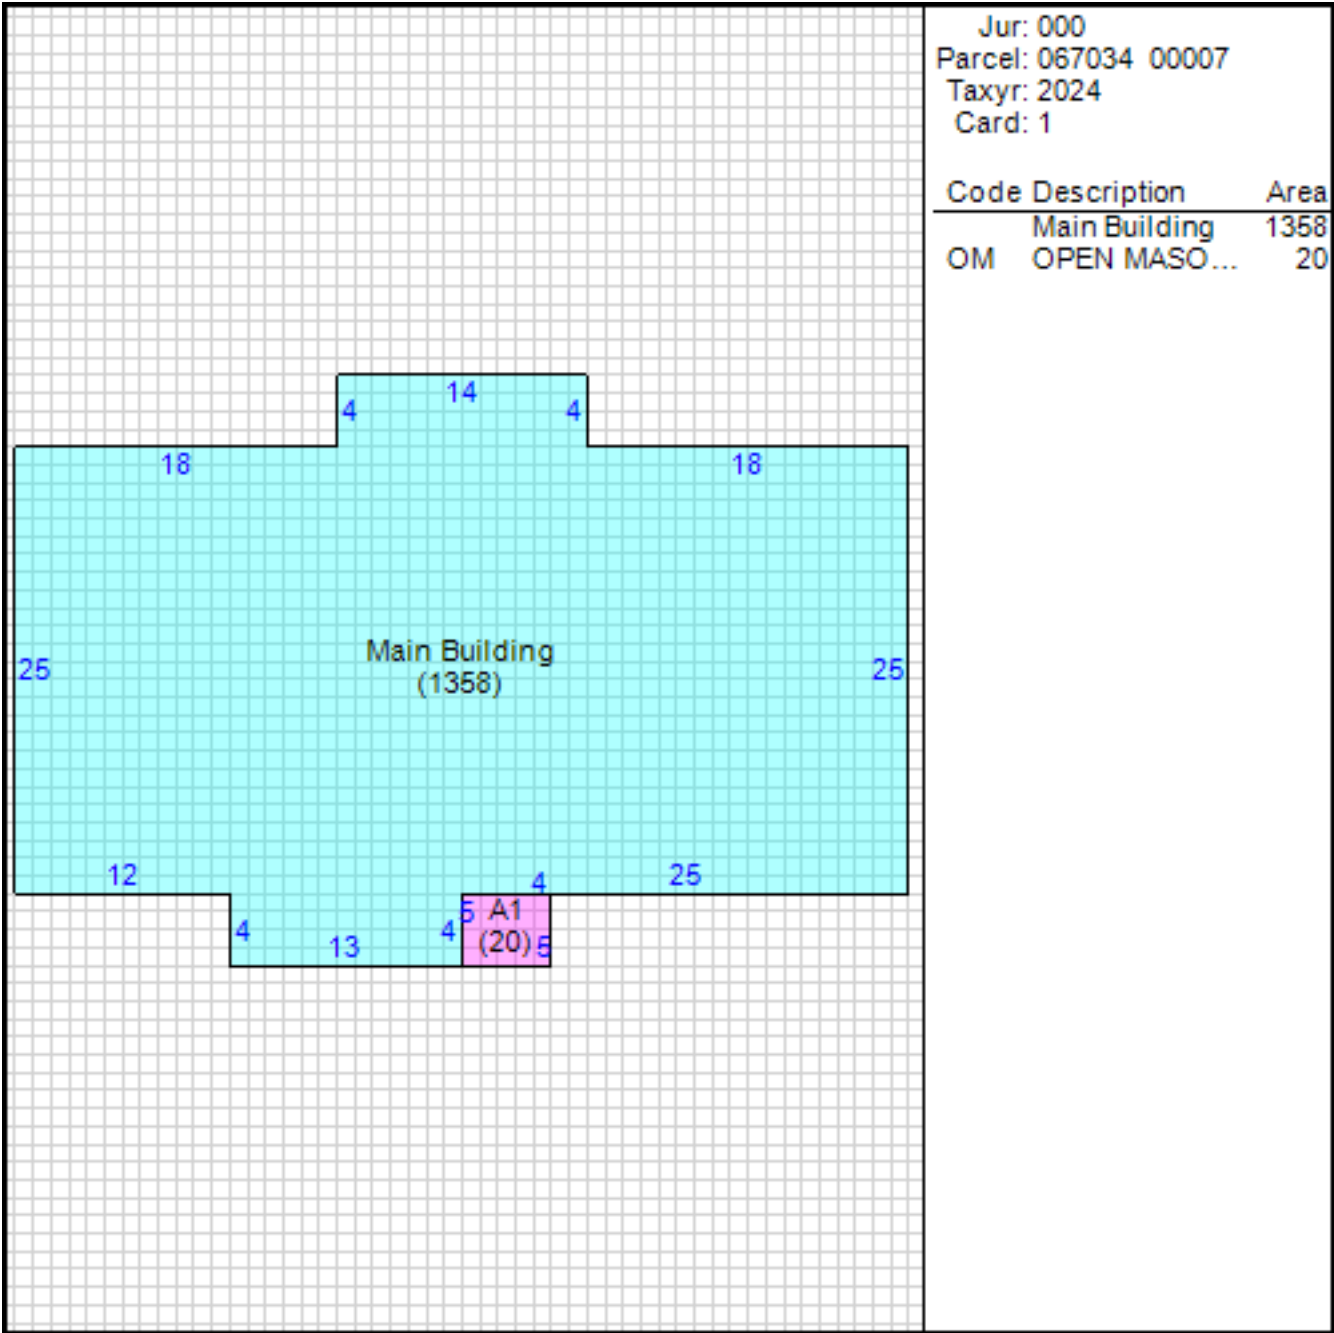 Jur: 000
Parcel: 067034 00007
Taxyr: 2024
Card: 1
Code Description Area
Main Building 1358
OM OPEN MASO... 20
14
4 4
18 18
Main Building
(1358)
25 25
12 4 25
5 A1
4 13 4 (20) 5